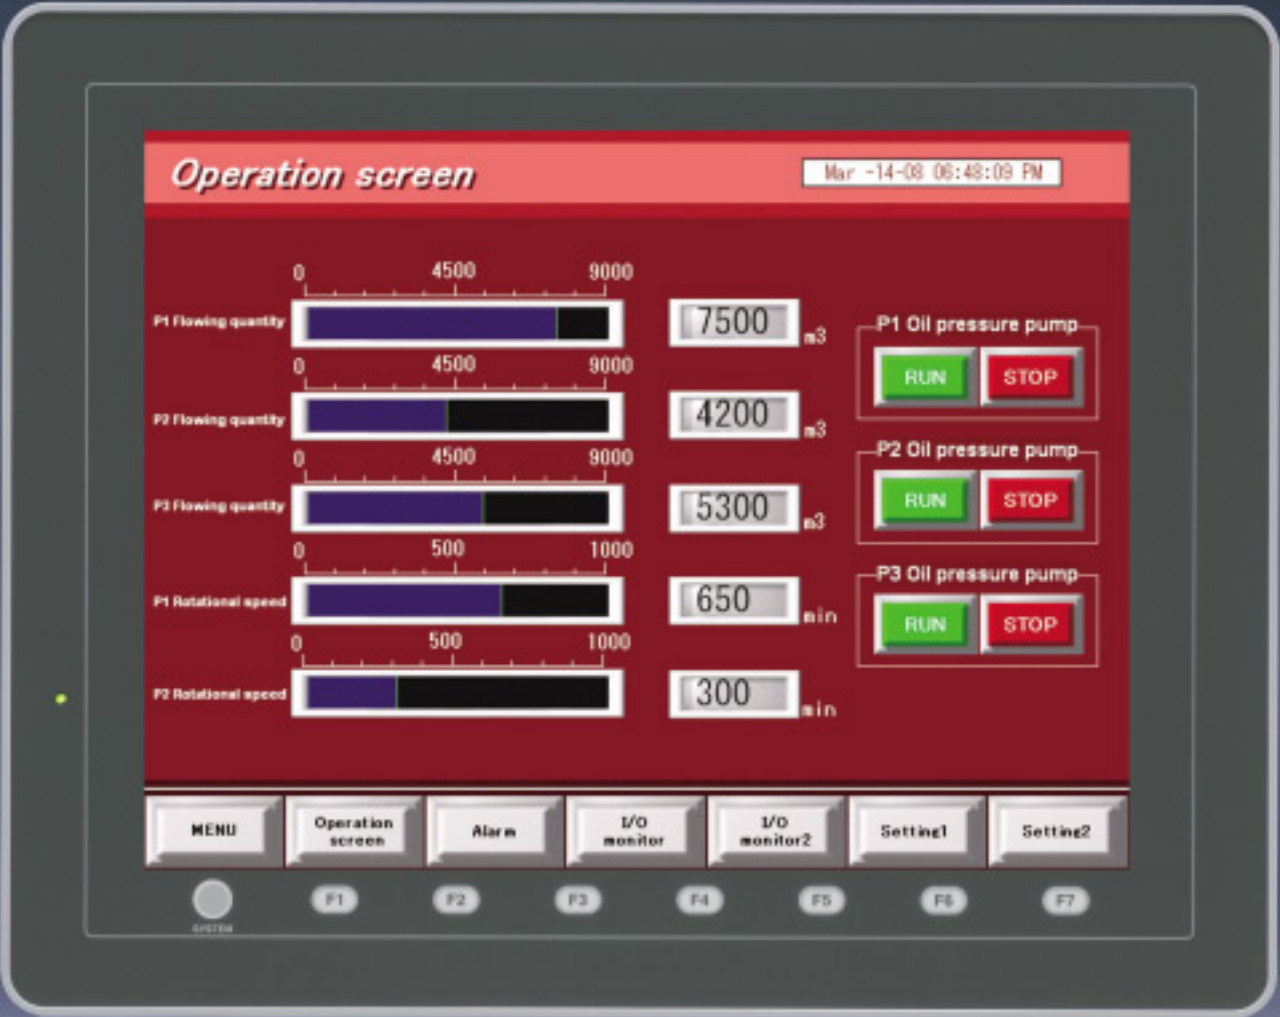 Operation screen
Mar -14-08 06:48:09 PM
0 4500 9000
P1 Flowing quantity
7500 m3
0 4500 9000
P2 Flowing quantity
4200 m3
0 4500 9000
P3 Flowing quantity
5300 m3
0 500 1000
P1 Rotational speed
650 min
0 500 1000
P2 Rotational speed
300 min
P1 Oil pressure pump
RUN STOP
P2 Oil pressure pump
RUN STOP
P3 Oil pressure pump
RUN STOP
MENU
Operation
screen
Alarm
I/O
monitor
I/O
monitor2
Setting1
Setting2
SYSTEM
F1 F2 F3 F4 F5 F6 F7